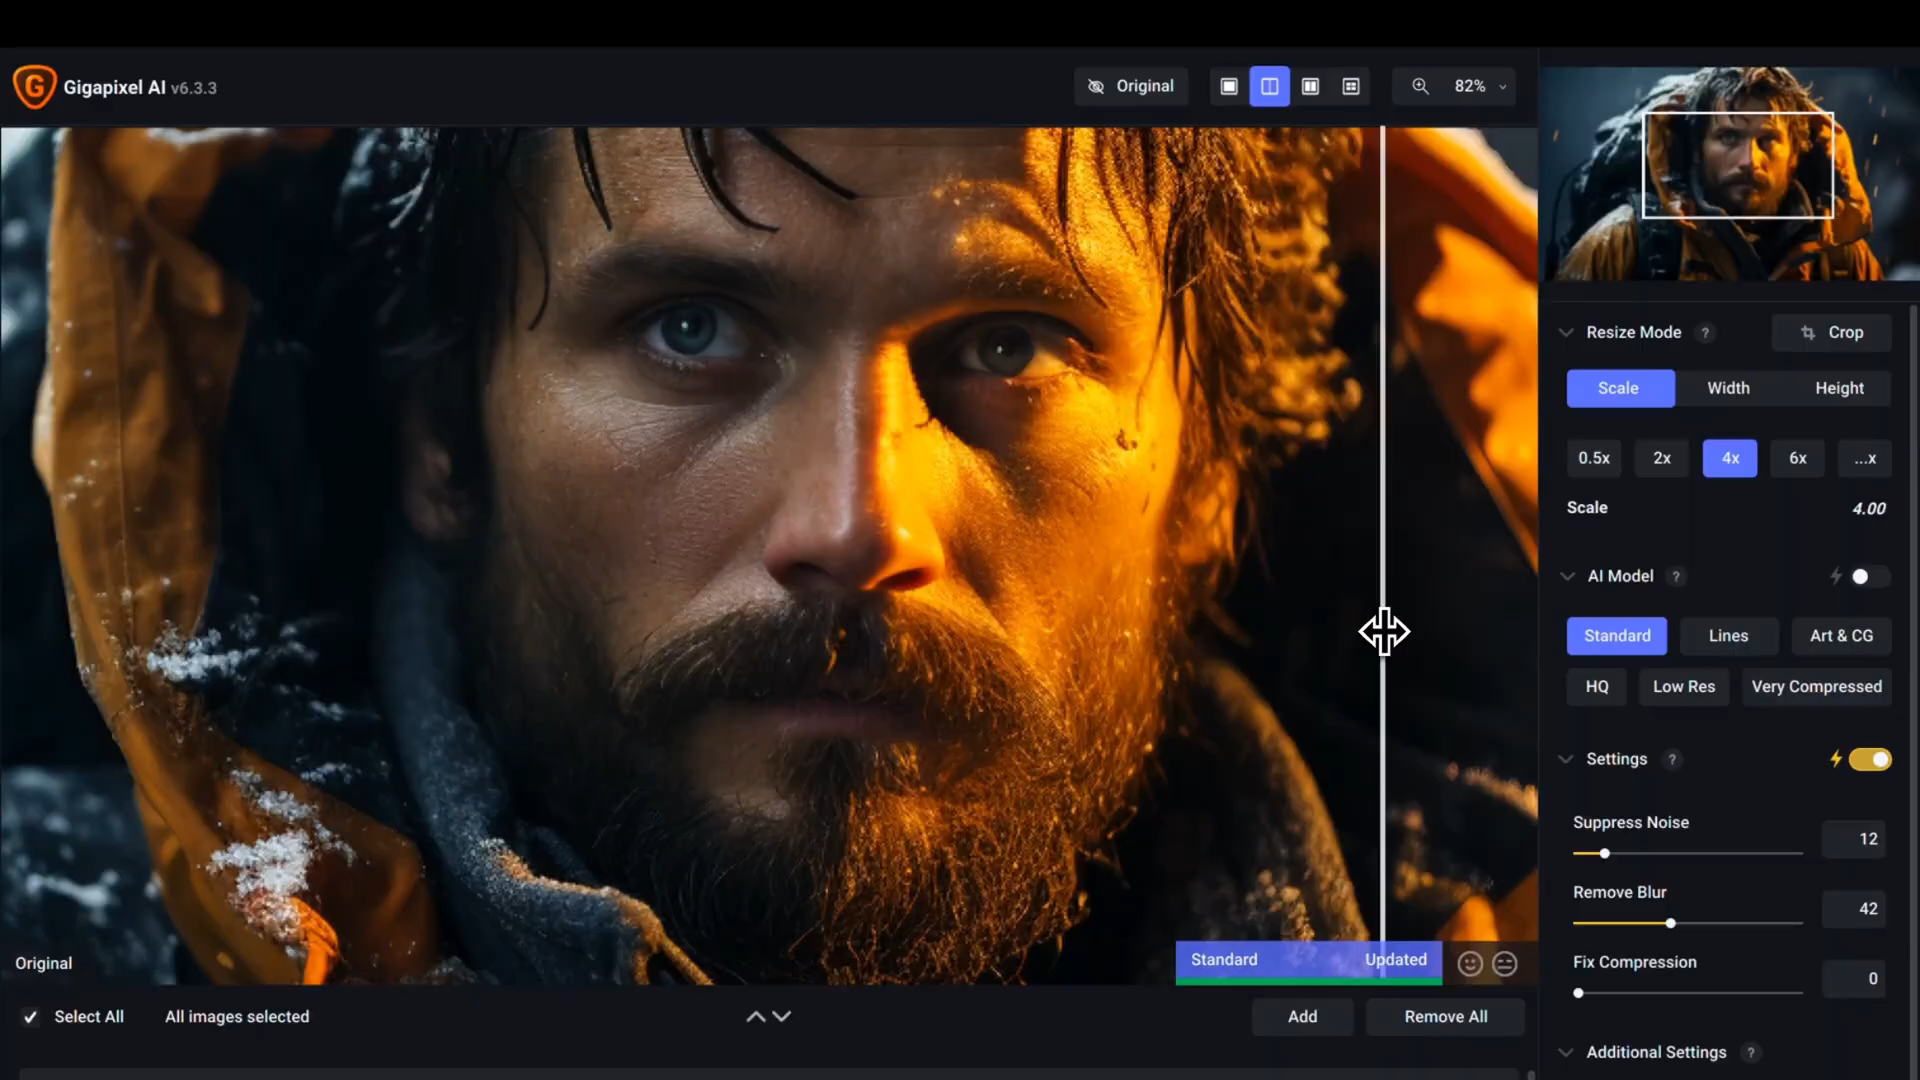 Gigapixel AI v6.3.3
Original
82%
Resize Mode ?
Crop
Scale Width Height
0.5x 2x 4x 6x ...x
Scale 4.00
AI Model ?
Standard Lines Art & CG
HQ Low Res Very Compressed
Settings ?
Suppress Noise
12
Remove Blur
42
Fix Compression
0
Additional Settings ?
Original
Standard Updated
Select All All images selected
Add Remove All